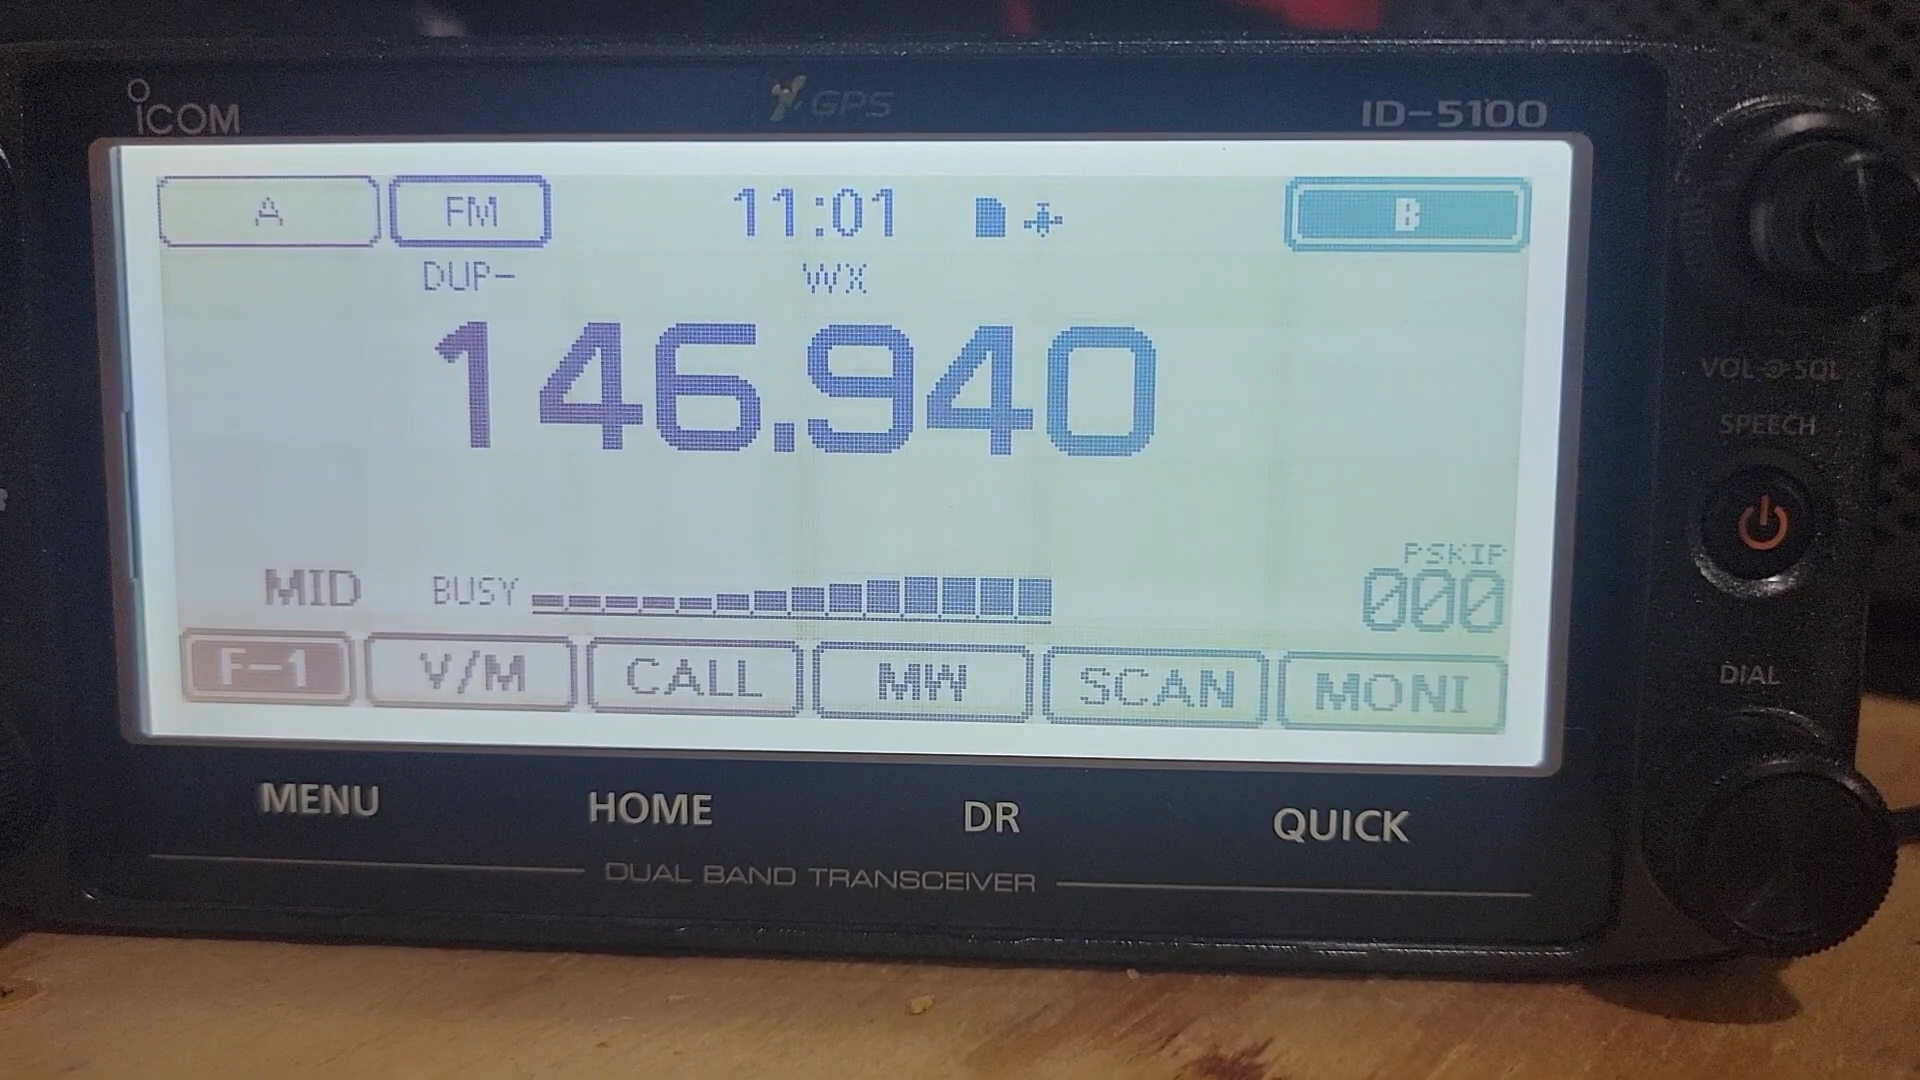 ICOM GPS ID-5100
A FM 11:01 B
DUP- WX
146.940
VOL SQL
SPEECH
PSKIP
MID BUSY 000
F-1 V/M CALL MW SCAN MONI
DIAL
MENU HOME DR QUICK
DUAL BAND TRANSCEIVER